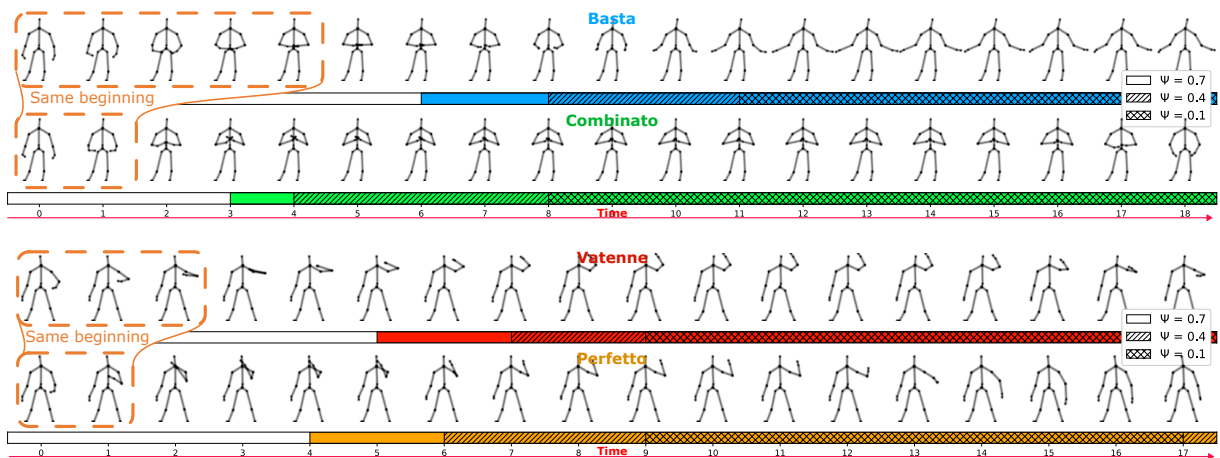 Basta
Same beginning
Ψ = 0.7
Ψ = 0.4
Ψ = 0.1
Combinato
0 1 2 3 4 5 6 7 8 9 10 11 12 13 14 15 16 17 18
Time
Vatenne
Same beginning
Ψ = 0.7
Ψ = 0.4
Ψ = 0.1
Perfetto
0 1 2 3 4 5 6 7 8 9 10 11 12 13 14 15 16 17
Time